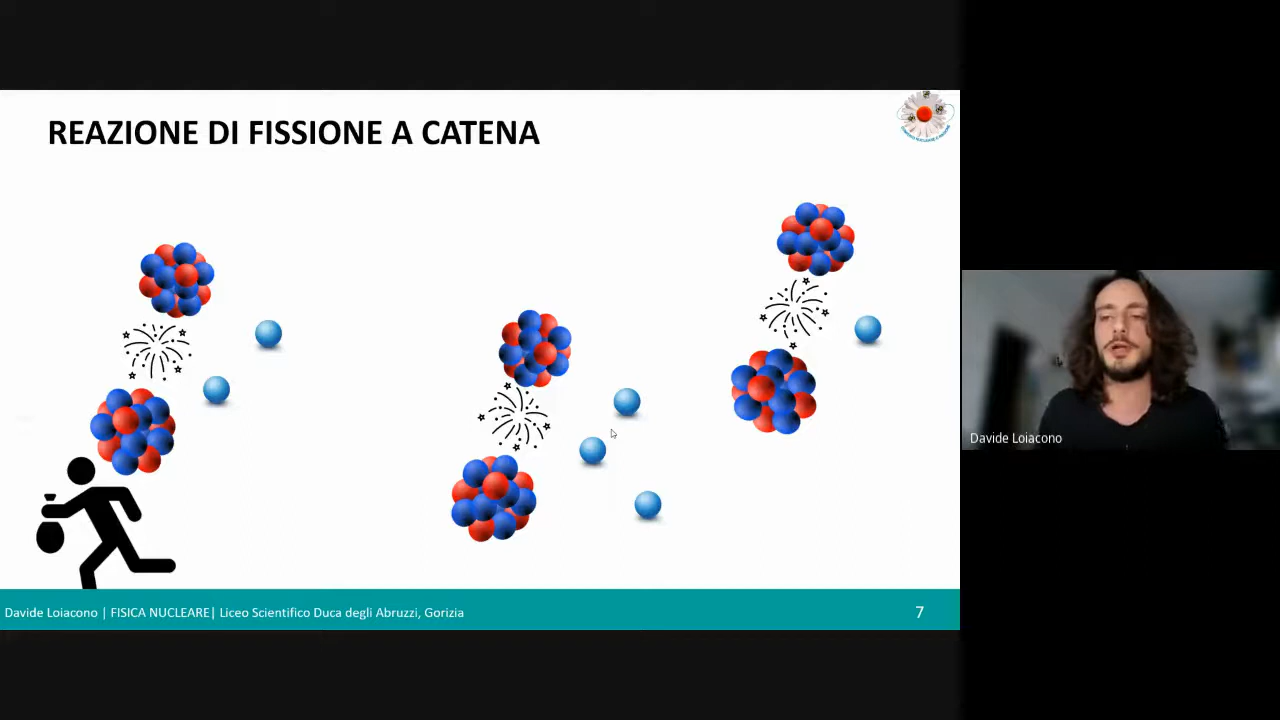 REAZIONE DI FISSIONE A CATENA
Davide Loiacono
Davide Loiacono | FISICA NUCLEARE| Liceo Scientifico Duca degli Abruzzi, Gorizia
7